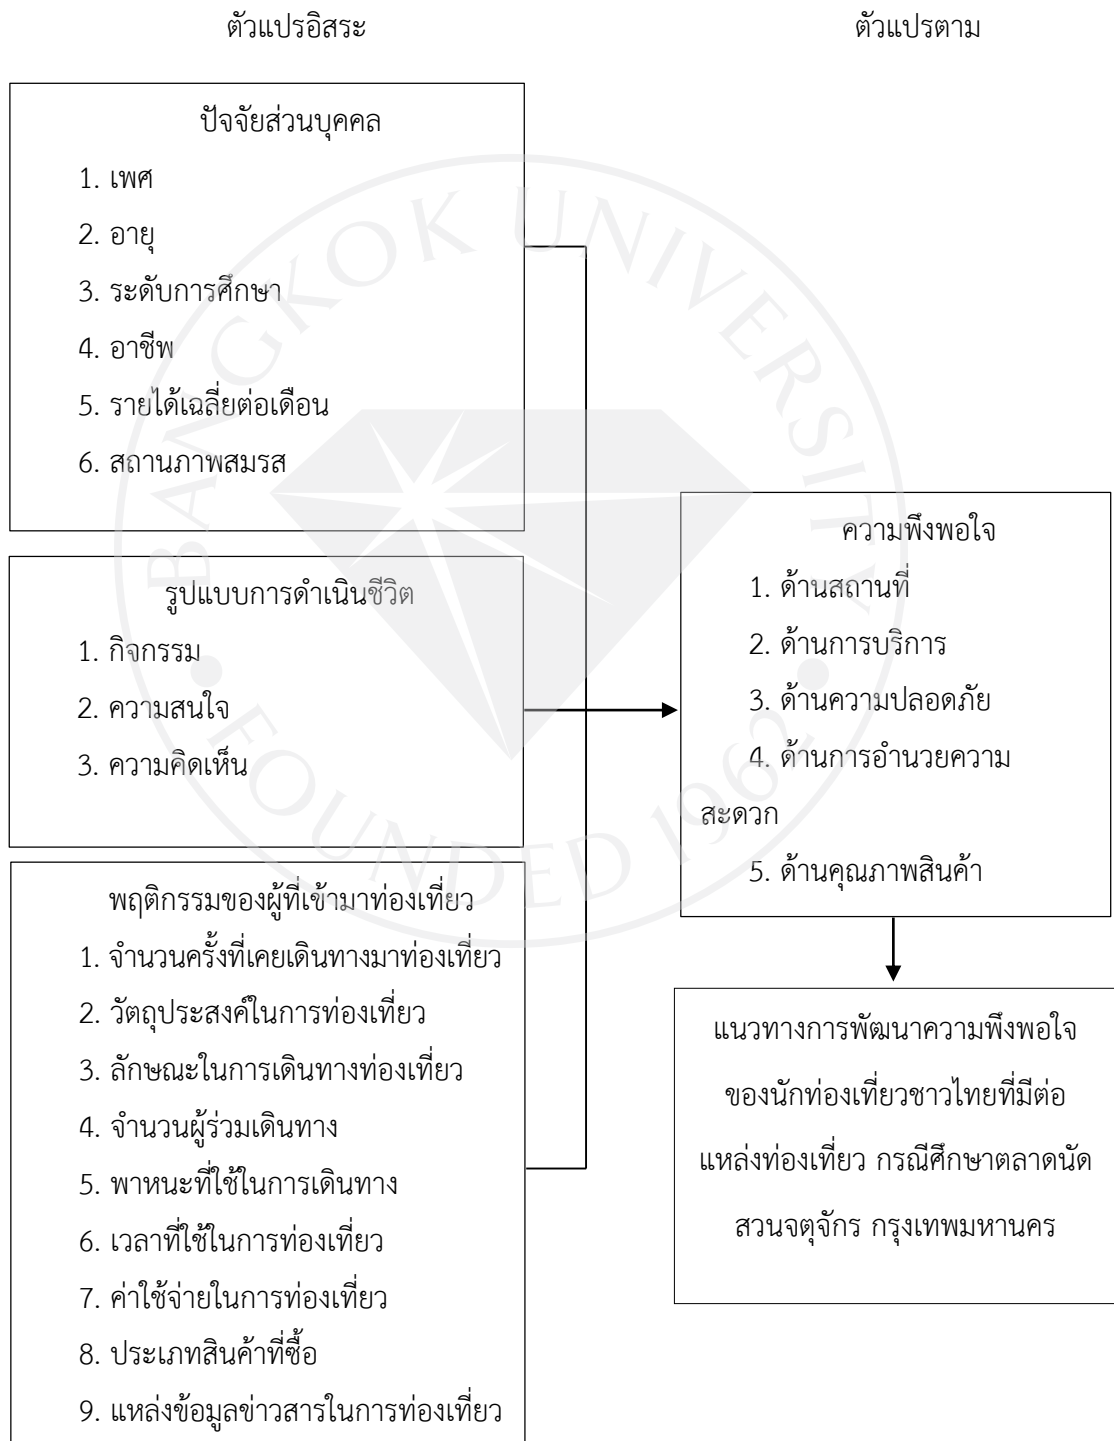 ตัวแปรอิสระ
ตัวแปรตาม
ปัจจัยส่วนบุคคล
1. เพศ
2. อายุ
3. ระดับการศึกษา
4. อาชีพ
5. รายได้เฉลี่ยต่อเดือน
6. สถานภาพสมรส
รูปแบบการดำเนินชีวิต
1. กิจกรรม
2. ความสนใจ
3. ความคิดเห็น
พฤติกรรมของผู้ที่เข้ามาท่องเที่ยว
1. จำนวนครั้งที่เคยเดินทางมาท่องเที่ยว
2. วัตถุประสงค์ในการท่องเที่ยว
3. ลักษณะในการเดินทางท่องเที่ยว
4. จำนวนผู้ร่วมเดินทาง
5. พาหนะที่ใช้ในการเดินทาง
6. เวลาที่ใช้ในการท่องเที่ยว
7. ค่าใช้จ่ายในการท่องเที่ยว
8. ประเภทสินค้าที่ซื้อ
9. แหล่งข้อมูลข่าวสารในการท่องเที่ยว
ความพึงพอใจ
1. ด้านสถานที่
2. ด้านการบริการ
3. ด้านความปลอดภัย
4. ด้านการอำนวยความ
สะดวก
5. ด้านคุณภาพสินค้า
แนวทางการพัฒนาความพึงพอใจ
ของนักท่องเที่ยวชาวไทยที่มีต่อ
แหล่งท่องเที่ยว กรณีศึกษาตลาดนัด
สวนจตุจักร กรุงเทพมหานคร
BANGKOK UNIVERSITY
FOUNDED 1962